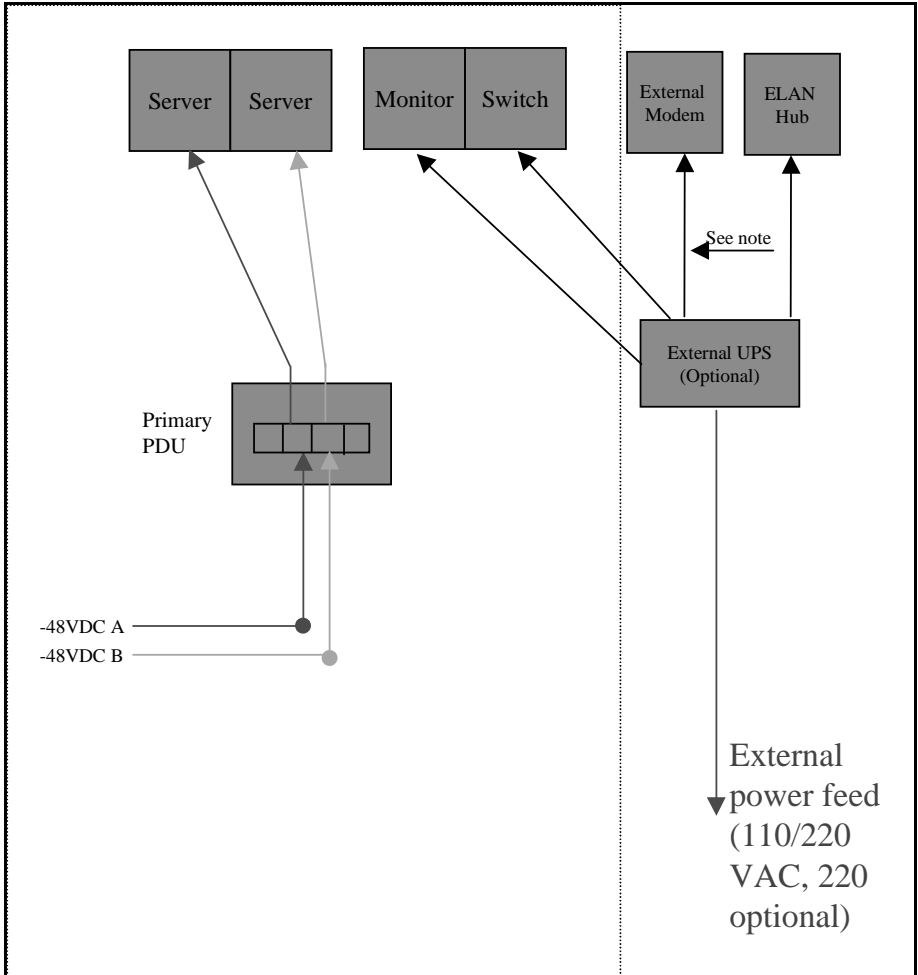 Server
Server
Monitor
Switch
External
Modem
ELAN
Hub
See note
External UPS
(Optional)
Primary
PDU
-48VDC A
-48VDC B
External
power feed
(110/220
VAC, 220
optional)